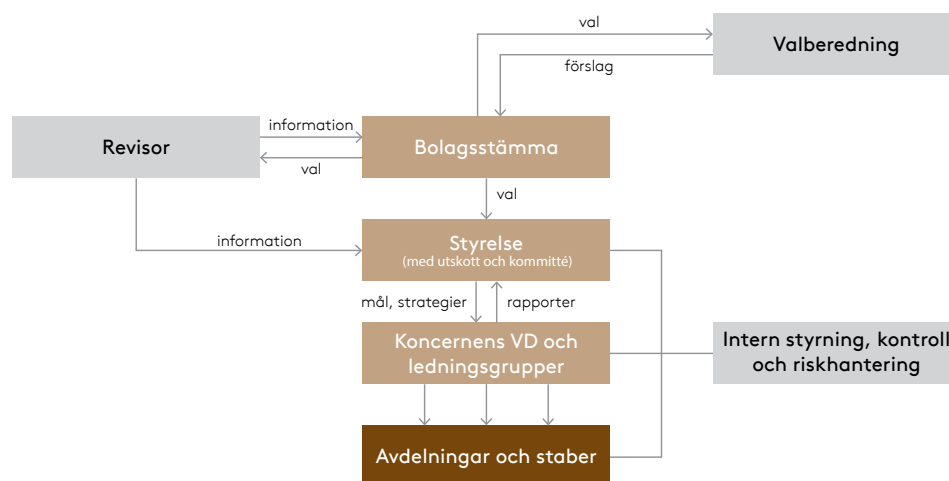 val
Valberedning
förslag
information
Revisor
Bolagsstämma
val
val
Styrelse
(med utskott och kommitté)
information
mål, strategier
rapporter
Koncernens VD och
ledningsgrupper
Intern styrning, kontroll
och riskhantering
Avdelningar och staber